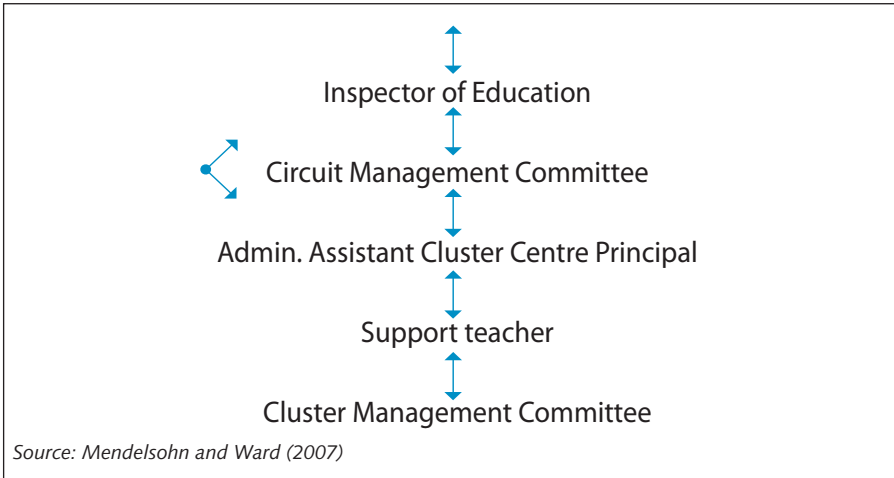 Inspector of Education
Circuit Management Committee
Admin. Assistant Cluster Centre Principal
Support teacher
Cluster Management Committee
Source: Mendelsohn and Ward (2007)